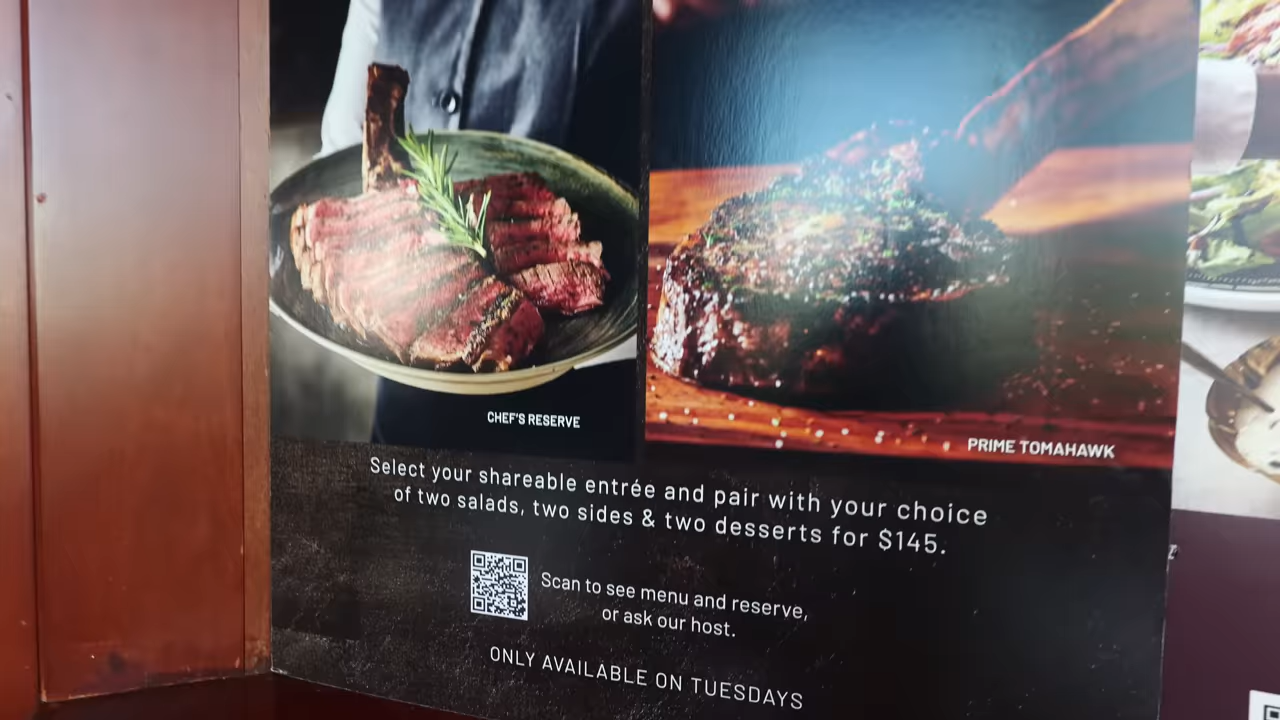 CHEF'S RESERVE
PRIME TOMAHAWK
Select your shareable entrée and pair with your choice
of two salads, two sides & two desserts for $145.
Scan to see menu and reserve,
or ask our host.
ONLY AVAILABLE ON TUESDAYS